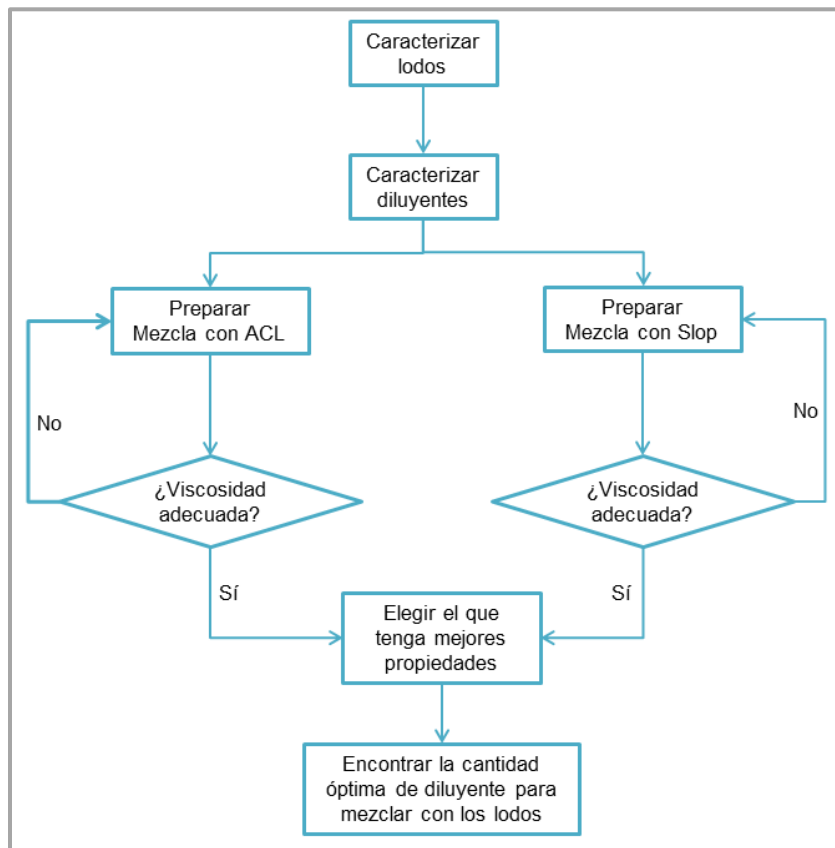 Caracterizar
lodos
Caracterizar
diluyentes
Preparar
Mezcla con ACL
Preparar
Mezcla con Slop
No
No
¿Viscosidad
adecuada?
¿Viscosidad
adecuada?
Sí
Sí
Elegir el que
tenga mejores
propiedades
Encontrar la cantidad
óptima de diluyente para
mezclar con los lodos